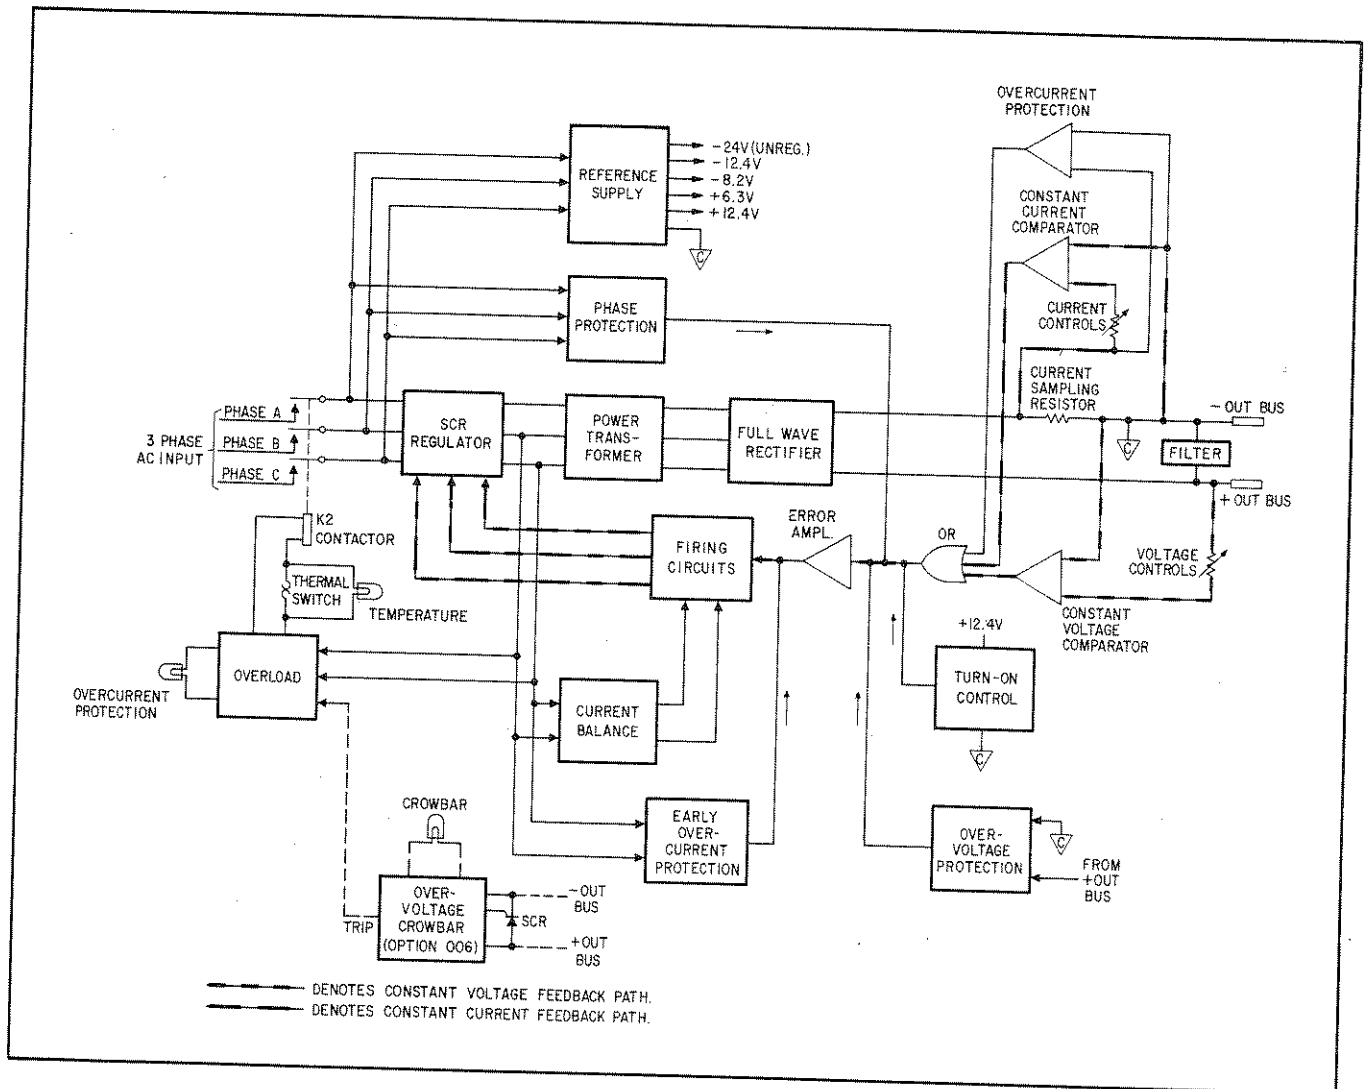 OVERCURRENT
PROTECTION
REFERENCE
SUPPLY
-24V(UNREG.)
-12.4V
-8.2V
+6.3V
+12.4V
C
CONSTANT
CURRENT
COMPARATOR
PHASE
PROTECTION
CURRENT
CONTROLS
CURRENT
SAMPLING
RESISTOR
3 PHASE
AC INPUT
PHASE A
PHASE B
PHASE C
SCR
REGULATOR
POWER
TRANS-
FORMER
FULL WAVE
RECTIFIER
C
-OUT BUS
FILTER
+OUT BUS
K2
CONTACTOR
THERMAL
SWITCH
TEMPERATURE
FIRING
CIRCUITS
ERROR
AMPL.
OR
VOLTAGE
CONTROLS
CONSTANT
VOLTAGE
COMPARATOR
+12.4V
TURN-ON
CONTROL
C
OVERLOAD
OVERCURRENT
PROTECTION
CURRENT
BALANCE
EARLY
OVER-
CURRENT
PROTECTION
OVER-
VOLTAGE
PROTECTION
C
FROM
+OUT
BUS
CROWBAR
OVER-
VOLTAGE
CROWBAR
(OPTION 006)
TRIP
-OUT
BUS
SCR
+OUT
BUS
DENOTES CONSTANT VOLTAGE FEEDBACK PATH.
DENOTES CONSTANT CURRENT FEEDBACK PATH.